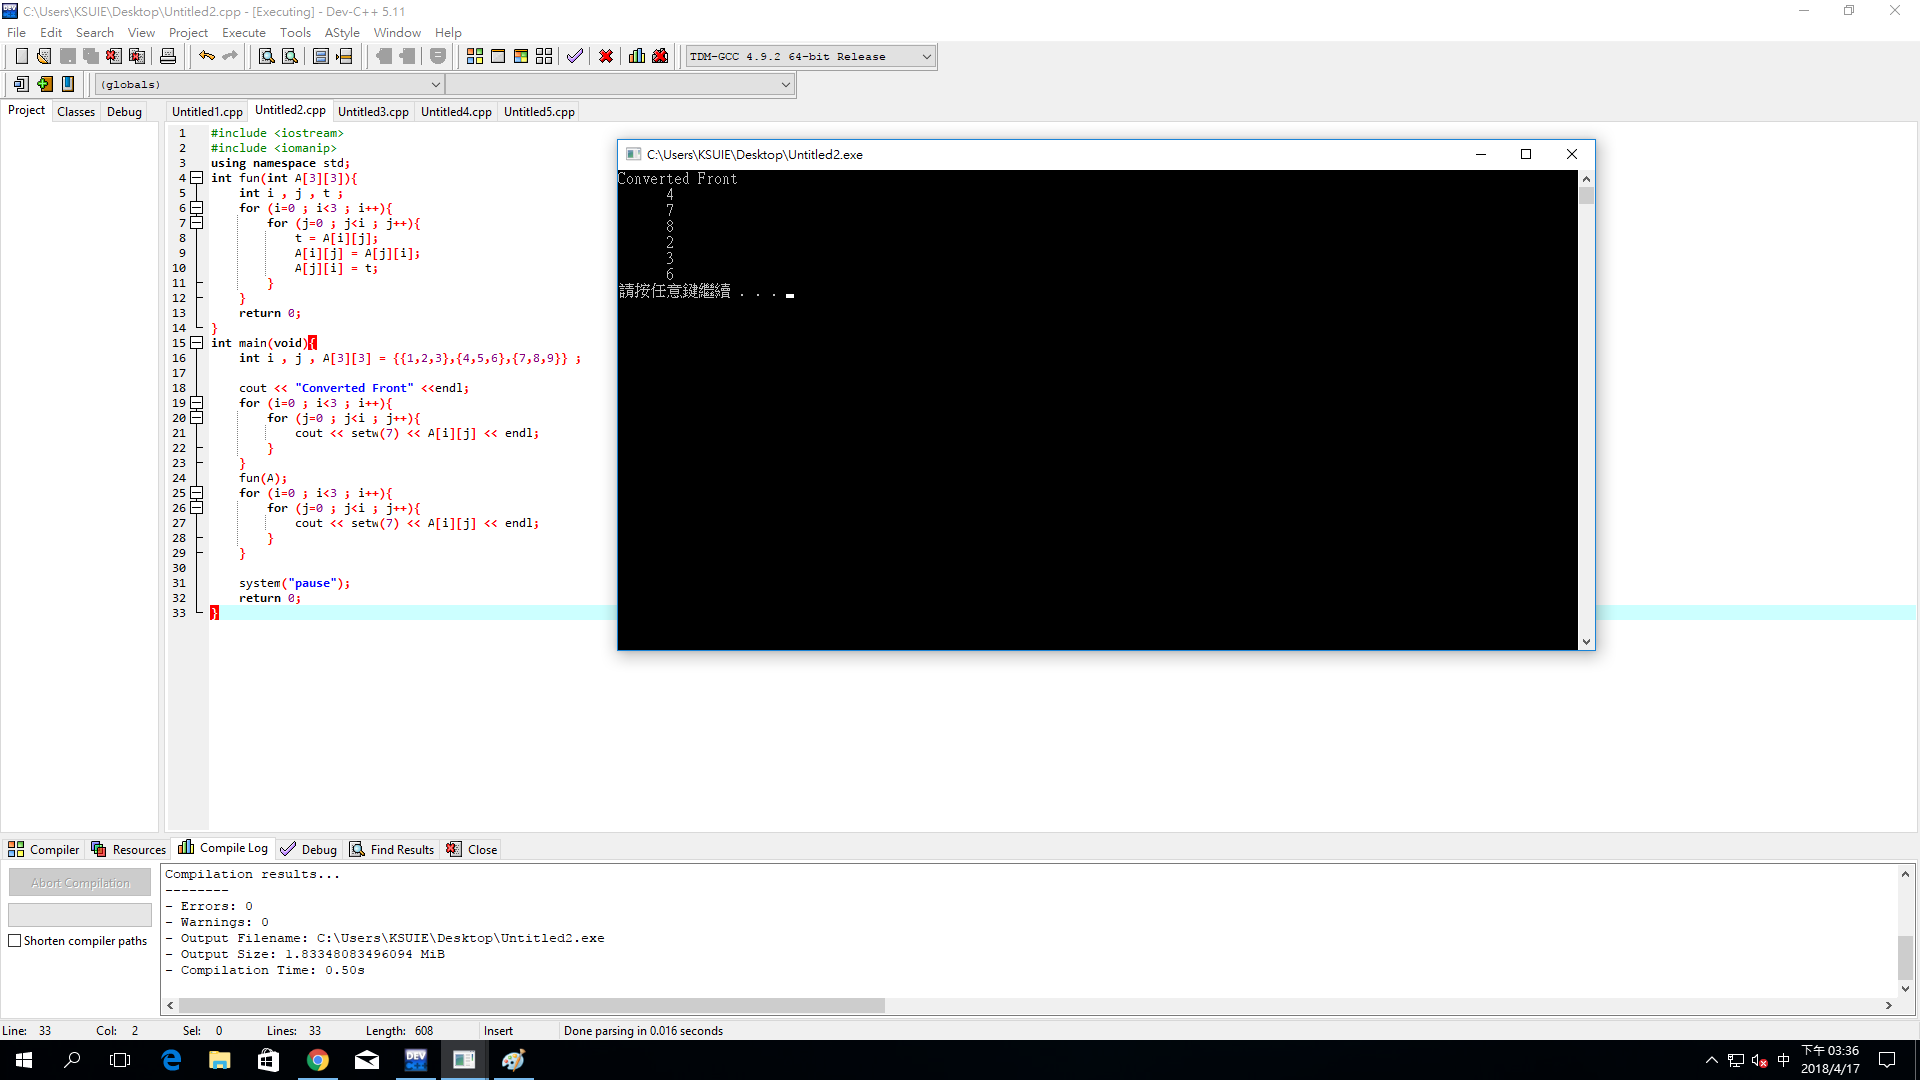 C:\Users\KSUIE\Desktop\Untitled2.cpp - [Executing] - Dev-C++ 5.11
File Edit Search View Project Execute Tools AStyle Window Help
TDM-GCC 4.9.2 64-bit Release
(globals)
Project Classes Debug
Untitled1.cpp Untitled2.cpp Untitled3.cpp Untitled4.cpp Untitled5.cpp
1 #include <iostream>
2 #include <iomanip>
3 using namespace std;
4 int fun(int A[3][3]){
5 int i , j , t ;
6 for (i=0 ; i<3 ; i++){
7 for (j=0 ; j<i ; j++){
8 t = A[i][j];
9 A[i][j] = A[j][i];
10 A[j][i] = t;
11 }
12 }
13 return 0;
14 }
15 int main(void){
16 int i , j , A[3][3] = {{1,2,3},{4,5,6},{7,8,9}} ;
17
18 cout << "Converted Front" <<endl;
19 for (i=0 ; i<3 ; i++){
20 for (j=0 ; j<i ; j++){
21 cout << setw(7) << A[i][j] << endl;
22 }
23 }
24 fun(A);
25 for (i=0 ; i<3 ; i++){
26 for (j=0 ; j<i ; j++){
27 cout << setw(7) << A[i][j] << endl;
28 }
29 }
30
31 system("pause");
32 return 0;
33 }
C:\Users\KSUIE\Desktop\Untitled2.exe
Converted Front
4
7
8
2
3
6
請按任意鍵繼續 . . .
Compiler Resources Compile Log Debug Find Results Close
Abort Compilation
Shorten compiler paths
Compilation results...
--------
- Errors: 0
- Warnings: 0
- Output Filename: C:\Users\KSUIE\Desktop\Untitled2.exe
- Output Size: 1.83348083496094 MiB
- Compilation Time: 0.50s
Line: 33 Col: 2 Sel: 0 Lines: 33 Length: 608 Insert Done parsing in 0.016 seconds
DEV
中
下午 03:36
2018/4/17